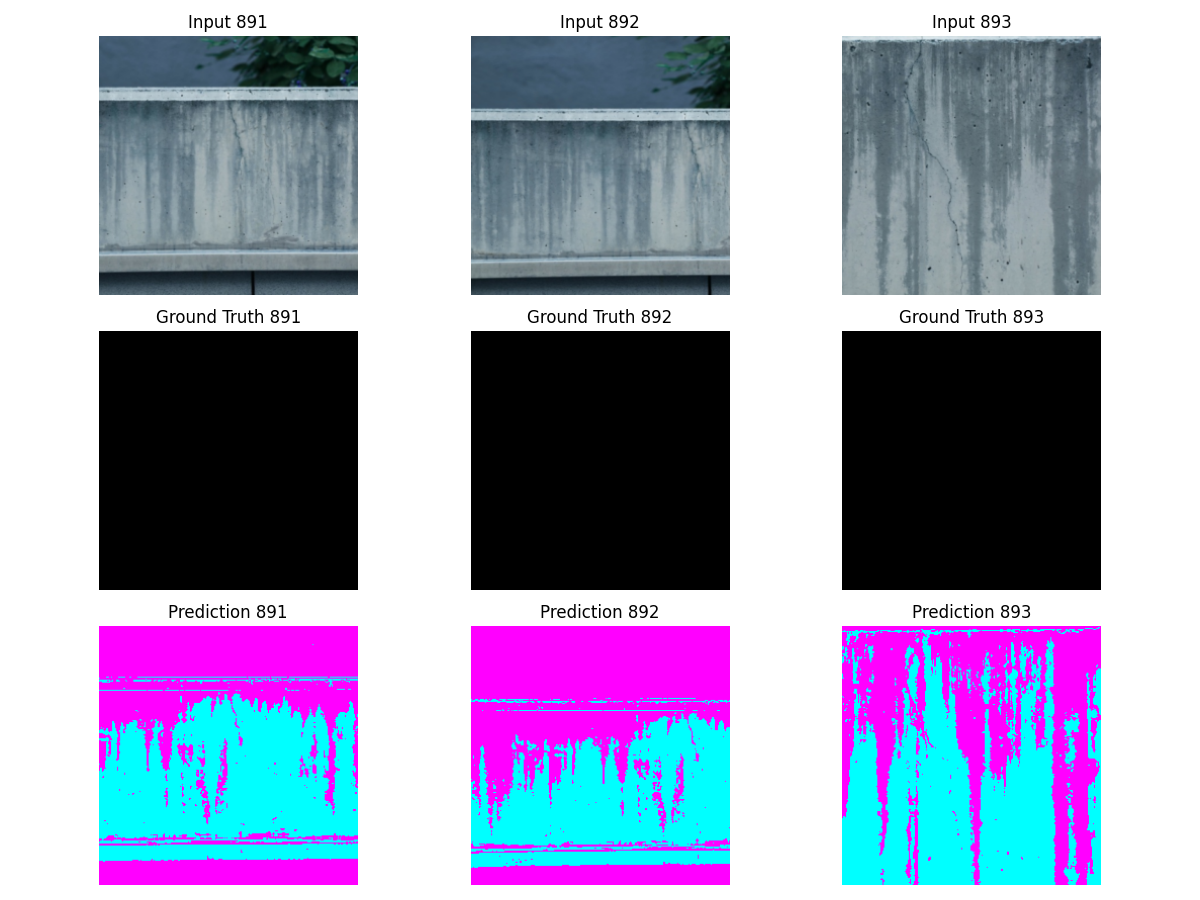 Input 891
Input 892
Input 893
Ground Truth 891
Ground Truth 892
Ground Truth 893
Prediction 891
Prediction 892
Prediction 893